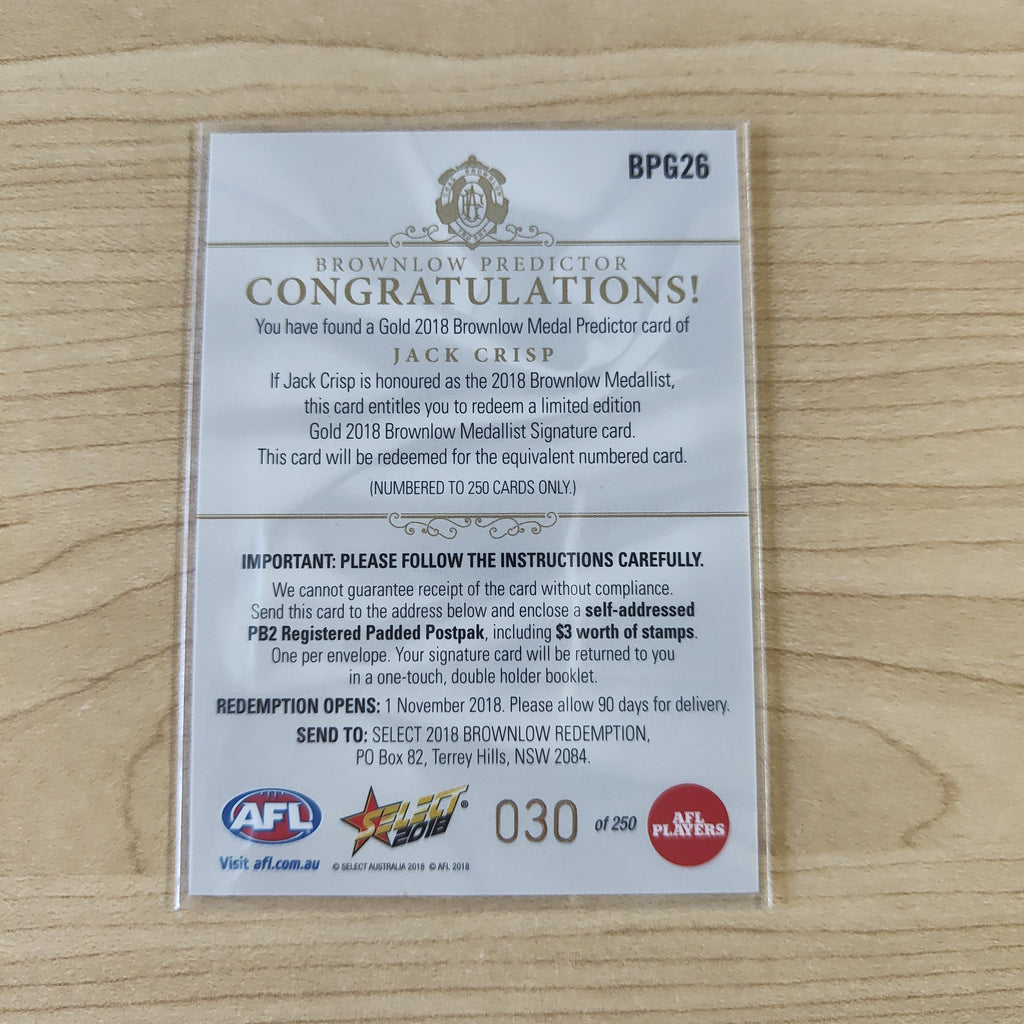 BPG26
BROWNLOW PREDICTOR
CONGRATULATIONS!
You have found a Gold 2018 Brownlow Medal Predictor card of
JACK CRISP
If Jack Crisp is honoured as the 2018 Brownlow Medallist,
this card entitles you to redeem a limited edition
Gold 2018 Brownlow Medallist Signature card.
This card will be redeemed for the equivalent numbered card.
(NUMBERED TO 250 CARDS ONLY.)
IMPORTANT: PLEASE FOLLOW THE INSTRUCTIONS CAREFULLY.
We cannot guarantee receipt of the card without compliance.
Send this card to the address below and enclose a self-addressed
PB2 Registered Padded Postpak, including $3 worth of stamps.
One per envelope. Your signature card will be returned to you
in a one-touch, double holder booklet.
REDEMPTION OPENS: 1 November 2018. Please allow 90 days for delivery.
SEND TO: SELECT 2018 BROWNLOW REDEMPTION,
PO Box 82, Terrey Hills, NSW 2084.
AFL
Visit afl.com.au
SELECT®
2018
© SELECT AUSTRALIA 2018 © AFL 2018
030 of 250
AFL
PLAYERS